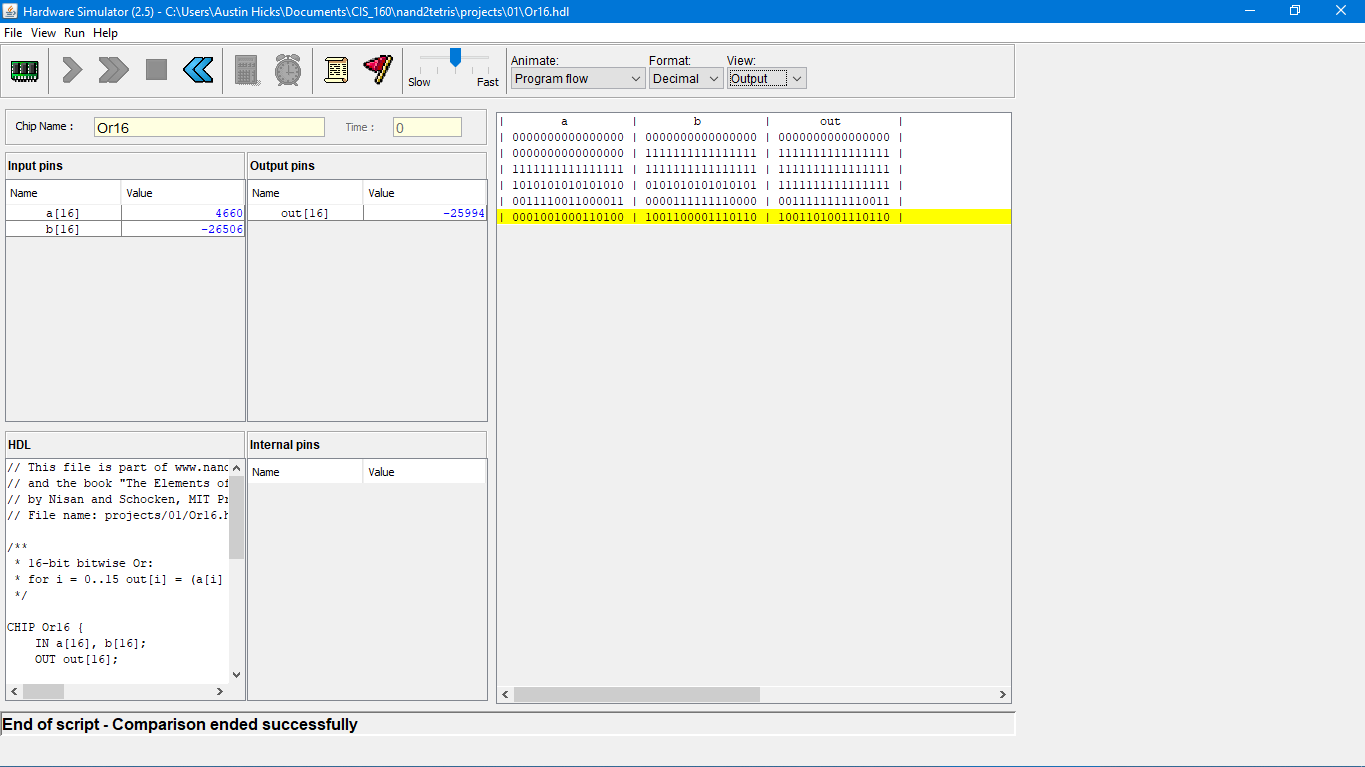 Hardware Simulator (2.5) - C:\Users\Austin Hicks\Documents\CIS_160\nand2tetris\projects\01\Or16.hdl
File View Run Help
Slow Fast
Animate: Format: View:
Program flow Decimal Output
Chip Name : Or16 Time : 0
Input pins
Name Value
a[16] 4660
b[16] -26506
Output pins
Name Value
out[16] -25994
HDL
// This file is part of www.nand
// and the book "The Elements of
// by Nisan and Schocken, MIT Pr
// File name: projects/01/Or16.h
/**
* 16-bit bitwise Or:
* for i = 0..15 out[i] = (a[i]
*/
CHIP Or16 {
IN a[16], b[16];
OUT out[16];
Internal pins
Name Value
| a | b | out |
| 0000000000000000 | 0000000000000000 | 0000000000000000 |
| 0000000000000000 | 1111111111111111 | 1111111111111111 |
| 1111111111111111 | 1111111111111111 | 1111111111111111 |
| 1010101010101010 | 0101010101010101 | 1111111111111111 |
| 0011110011000011 | 0000111111110000 | 0011111111110011 |
| 0001001000110100 | 1001100001110110 | 1001101001110110 |
End of script - Comparison ended successfully